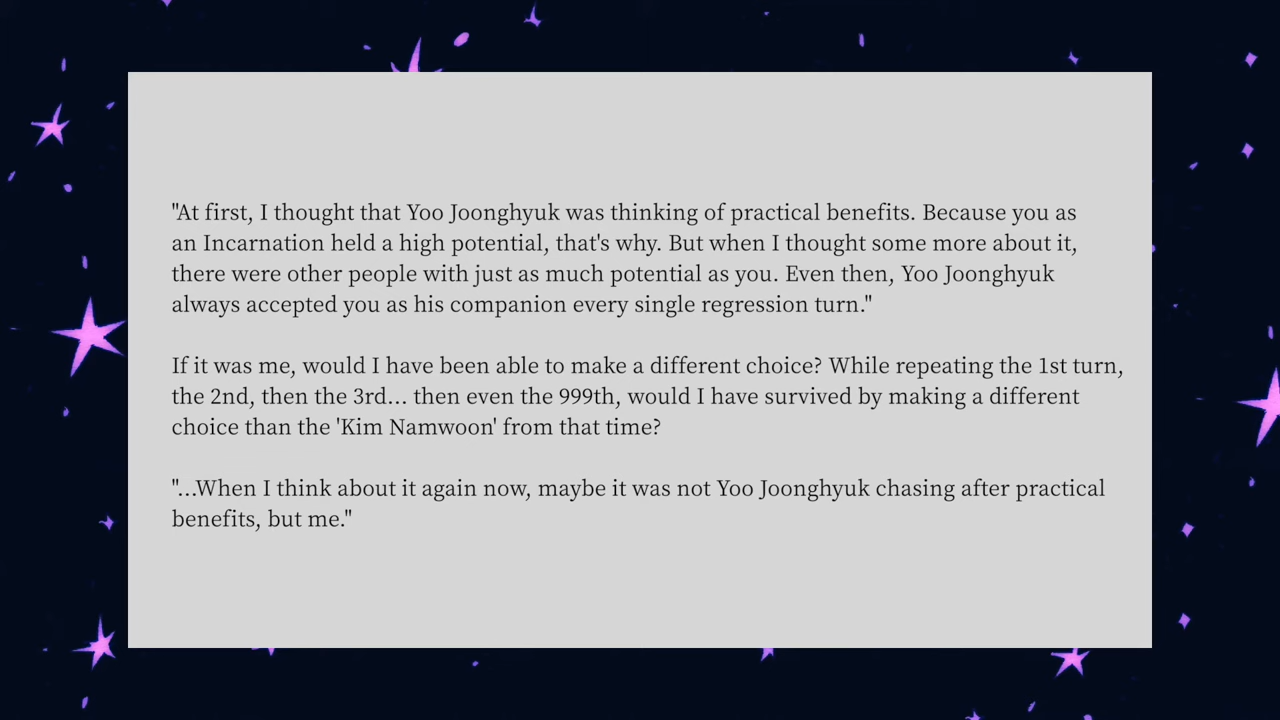 "At first, I thought that Yoo Joonghyuk was thinking of practical benefits. Because you as
an Incarnation held a high potential, that's why. But when I thought some more about it,
there were other people with just as much potential as you. Even then, Yoo Joonghyuk
always accepted you as his companion every single regression turn."
If it was me, would I have been able to make a different choice? While repeating the 1st turn,
the 2nd, then the 3rd... then even the 999th, would I have survived by making a different
choice than the 'Kim Namwoon' from that time?
"...When I think about it again now, maybe it was not Yoo Joonghyuk chasing after practical
benefits, but me."